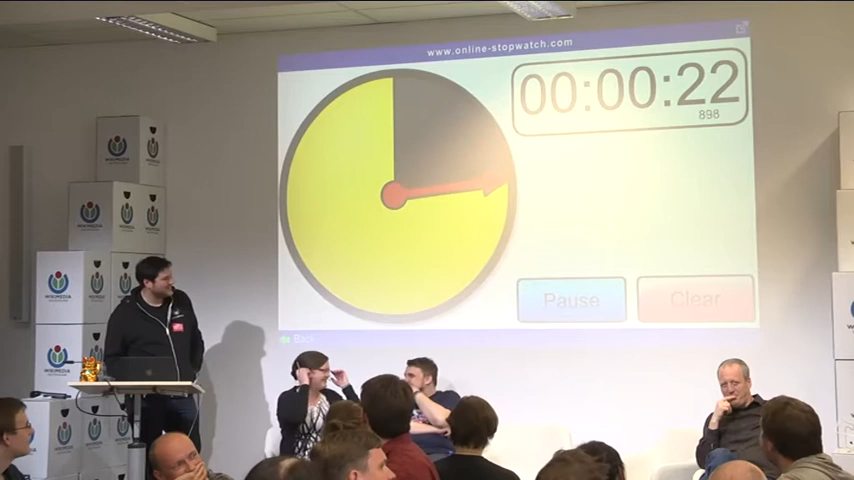 www.online-stopwatch.com
00:00:22
898
Pause
Clear
Back
WIKIMEDIA
WIKIMEDIA
WIKIMEDIA
WIKIMEDIA